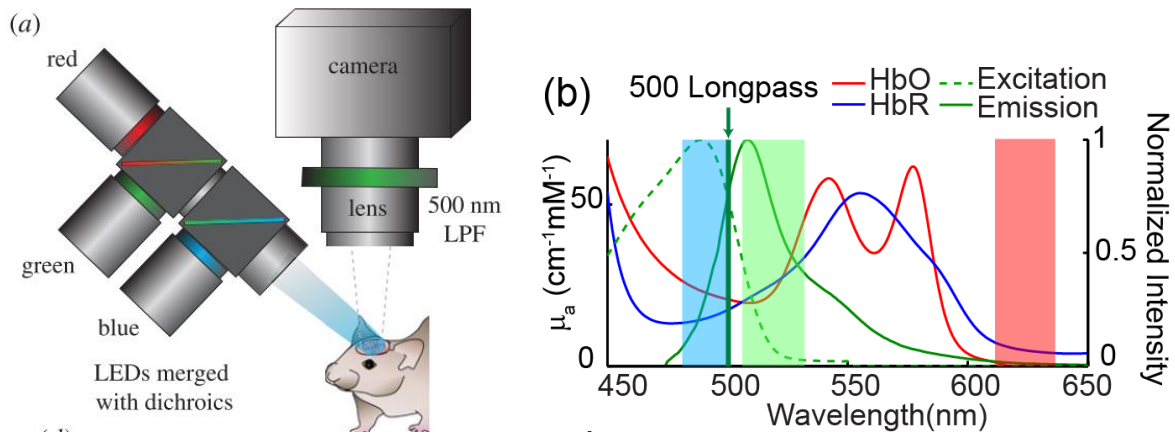 (a)
red
camera
lens
500 nm
LPF
green
blue
LEDs merged
with dichroics
(b)
500 Longpass
HbO
HbR
Excitation
Emission
50
0
μa (cm-1mM-1)
1
0.5
0
Normalized Intensity
450
500
550
600
650
Wavelength(nm)